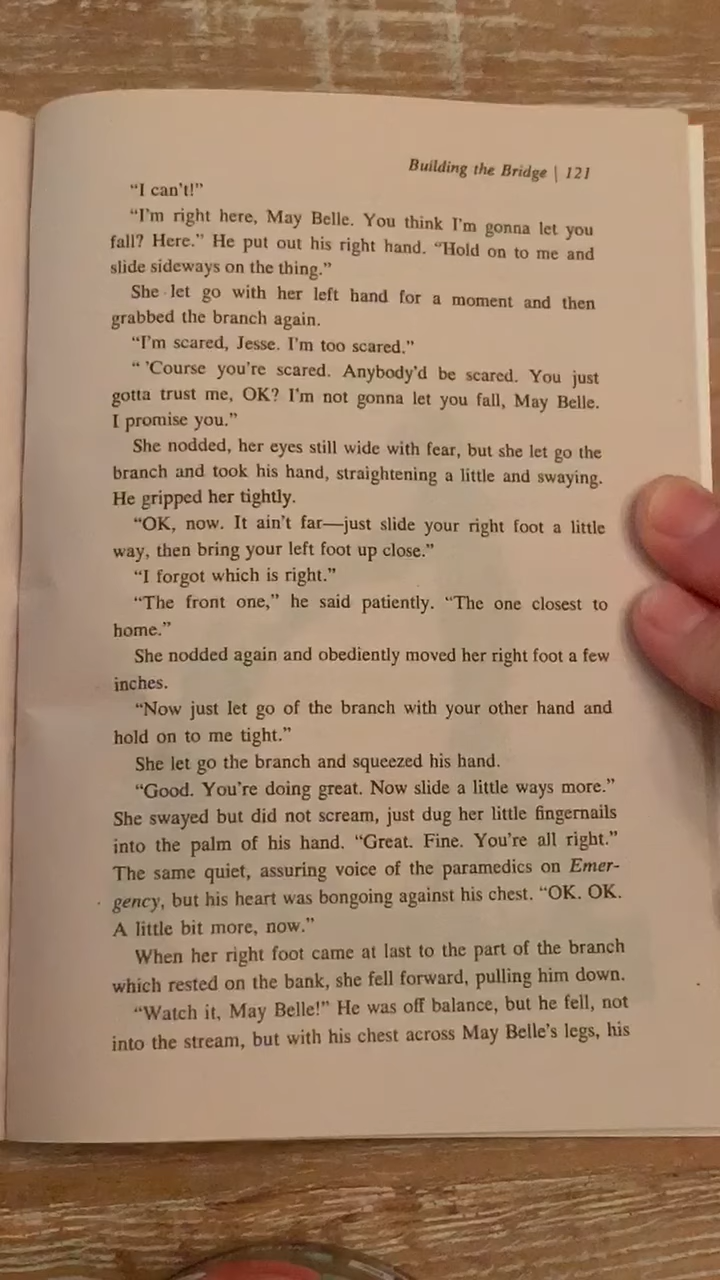 Building the Bridge | 121
“I can't!”
“I'm right here, May Belle. You think I'm gonna let you
fall? Here.” He put out his right hand. “Hold on to me and
slide sideways on the thing.”
She let go with her left hand for a moment and then
grabbed the branch again.
“I'm scared, Jesse. I'm too scared.”
“ 'Course you're scared. Anybody'd be scared. You just
gotta trust me, OK? I'm not gonna let you fall, May Belle.
I promise you.”
She nodded, her eyes still wide with fear, but she let go the
branch and took his hand, straightening a little and swaying.
He gripped her tightly.
“OK, now. It ain't far—just slide your right foot a little
way, then bring your left foot up close.”
“I forgot which is right.”
“The front one,” he said patiently. “The one closest to
home.”
She nodded again and obediently moved her right foot a few
inches.
“Now just let go of the branch with your other hand and
hold on to me tight.”
She let go the branch and squeezed his hand.
“Good. You're doing great. Now slide a little ways more.”
She swayed but did not scream, just dug her little fingernails
into the palm of his hand. “Great. Fine. You're all right.”
The same quiet, assuring voice of the paramedics on Emer-
gency, but his heart was bongoing against his chest. “OK. OK.
A little bit more, now.”
When her right foot came at last to the part of the branch
which rested on the bank, she fell forward, pulling him down.
“Watch it, May Belle!” He was off balance, but he fell, not
into the stream, but with his chest across May Belle's legs, his